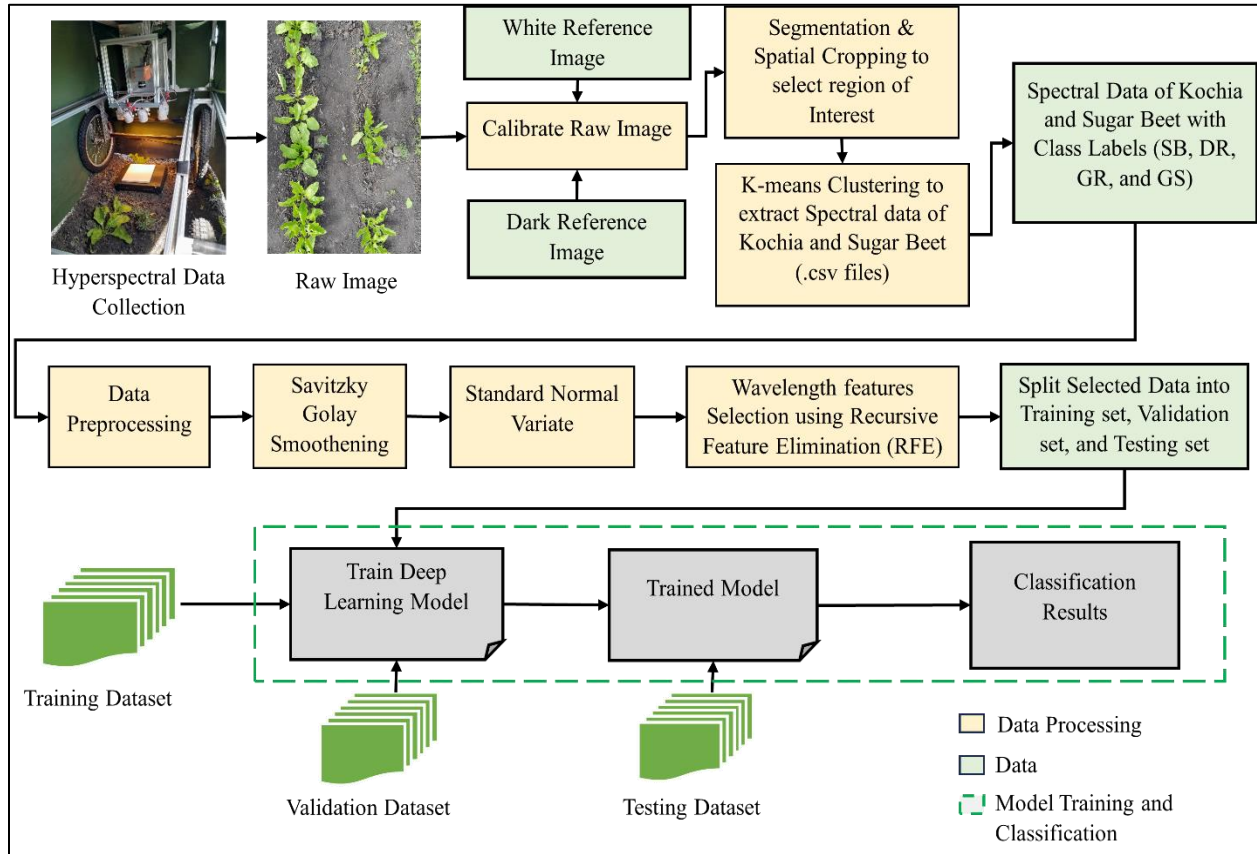 Hyperspectral Data
Collection
Raw Image
White Reference
Image
Calibrate Raw Image
Dark Reference
Image
Segmentation &
Spatial Cropping to
select region of
Interest
K-means Clustering to
extract Spectral data of
Kochia and Sugar Beet
(.csv files)
Spectral Data of Kochia
and Sugar Beet with
Class Labels (SB, DR,
GR, and GS)
Data
Preprocessing
Savitzky
Golay
Smoothening
Standard Normal
Variate
Wavelength features
Selection using Recursive
Feature Elimination (RFE)
Split Selected Data into
Training set, Validation
set, and Testing set
Train Deep
Learning Model
Trained Model
Classification
Results
Training Dataset
Validation Dataset
Testing Dataset
Data Processing
Data
Model Training and
Classification